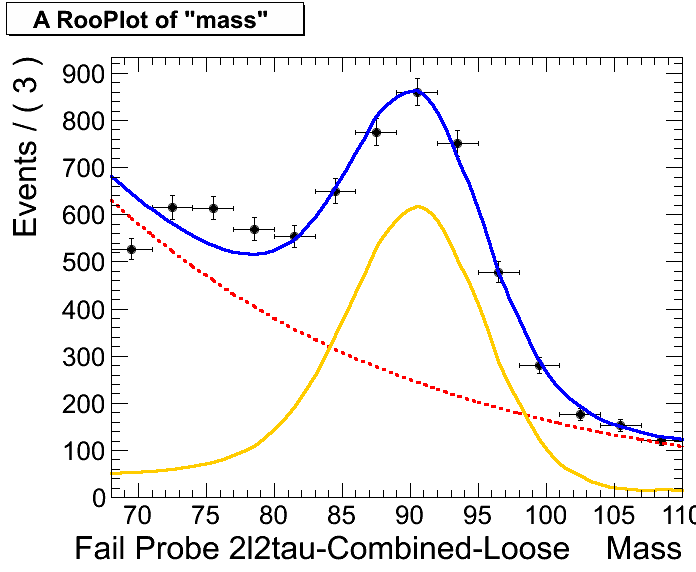 A RooPlot of "mass"
Events / ( 3 )
900
800
700
600
500
400
300
200
100
0
70 75 80 85 90 95 100 105 110
Fail Probe 2l2tau-Combined-Loose Mass